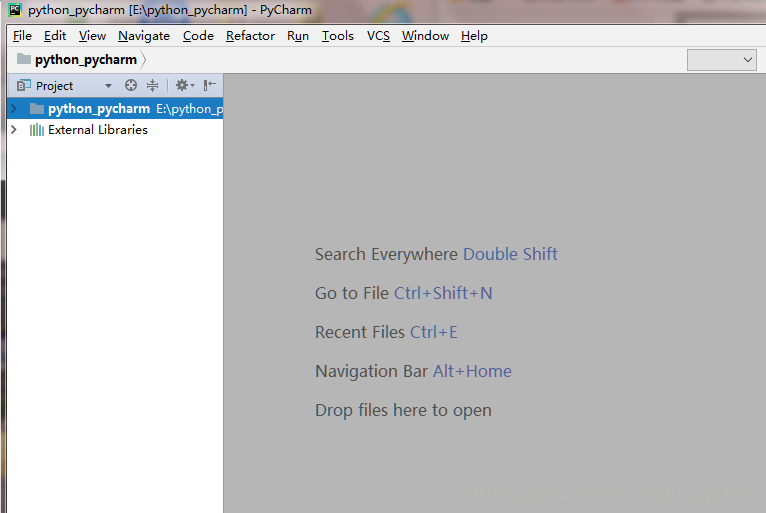 python_pycharm [E:\python_pycharm] - PyCharm
File Edit View Navigate Code Refactor Run Tools VCS Window Help
python_pycharm
Project
python_pycharm E:\python_p
External Libraries
Search Everywhere Double Shift
Go to File Ctrl+Shift+N
Recent Files Ctrl+E
Navigation Bar Alt+Home
Drop files here to open